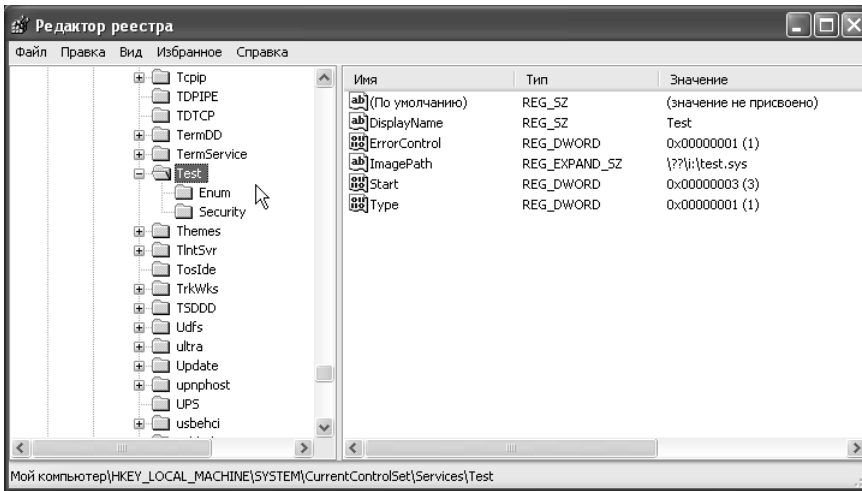 Редактор реестра
Файл Правка Вид Избранное Справка
Tcpip
TDPIPE
TDTCP
TermDD
TermService
Test
Enum
Security
Themes
TlntSvr
TosIde
TrkWks
TSDDD
Udfs
ultra
Update
upnphost
UPS
usbehci
Имя Тип Значение
(По умолчанию) REG_SZ (значение не присвоено)
DisplayName REG_SZ Test
ErrorControl REG_DWORD 0x00000001 (1)
ImagePath REG_EXPAND_SZ \??\i:\test.sys
Start REG_DWORD 0x00000003 (3)
Type REG_DWORD 0x00000001 (1)
Мой компьютер\HKEY_LOCAL_MACHINE\SYSTEM\CurrentControlSet\Services\Test